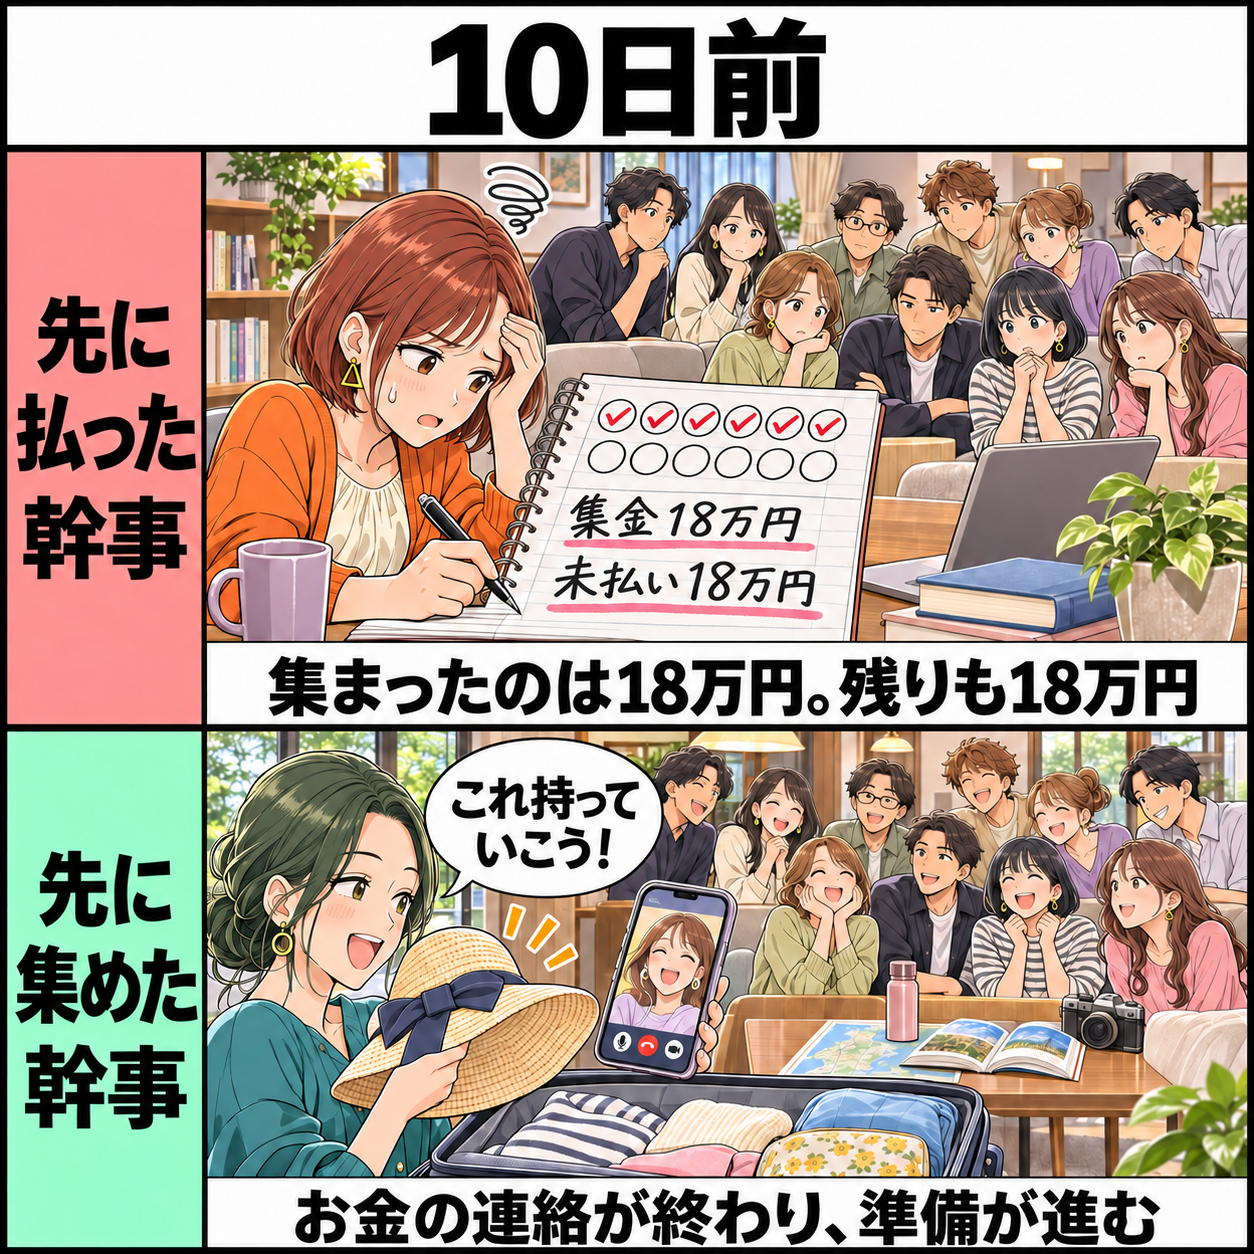 10日前
先に
払った
幹事
集金18万円
未払い18万円
集まったのは18万円。残りも18万円
先に
集めた
幹事
これ持って
いこう!
お金の連絡が終わり、準備が進む